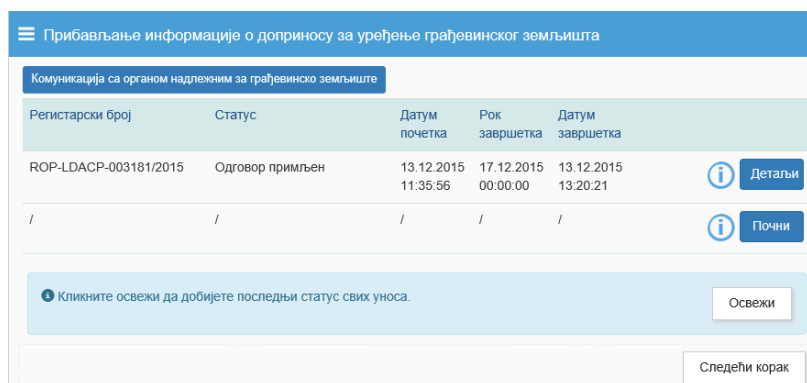 Прибављање информације о доприносу за уређење грађевинског земљишта
Комуникација са органом надлежним за грађевинско земљиште
Регистарски број Статус Датум почетка Рок завршетка Датум завршетка
ROP-LDACP-003181/2015 Одговор примљен 13.12.2015 11:35:56 17.12.2015 00:00:00 13.12.2015 13:20:21 Детаљи
/ / / / / Почни
Кликните освежи да добијете последњи статус свих уноса. Освежи
Следећи корак